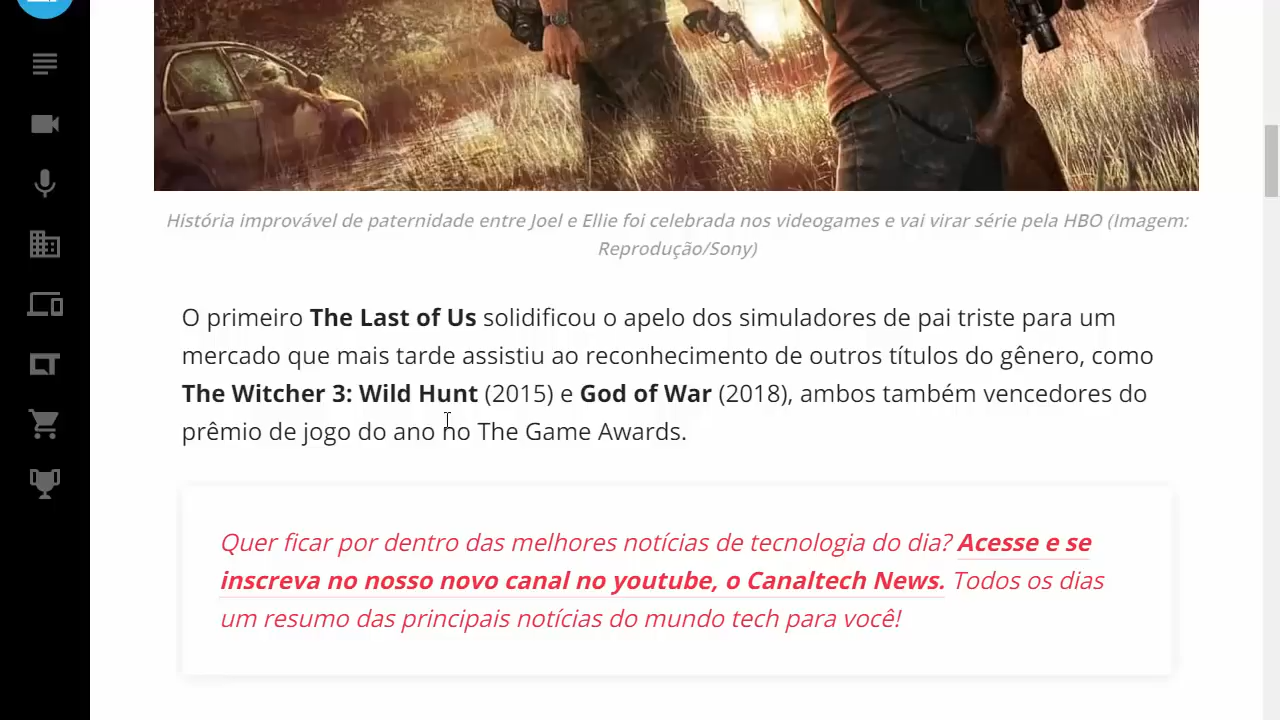 História improvável de paternidade entre Joel e Ellie foi celebrada nos videogames e vai virar série pela HBO (Imagem:
Reprodução/Sony)
O primeiro The Last of Us solidificou o apelo dos simuladores de pai triste para um
mercado que mais tarde assistiu ao reconhecimento de outros títulos do gênero, como
The Witcher 3: Wild Hunt (2015) e God of War (2018), ambos também vencedores do
prêmio de jogo do ano no The Game Awards.
Quer ficar por dentro das melhores notícias de tecnologia do dia? Acesse e se
inscreva no nosso novo canal no youtube, o Canaltech News. Todos os dias
um resumo das principais notícias do mundo tech para você!